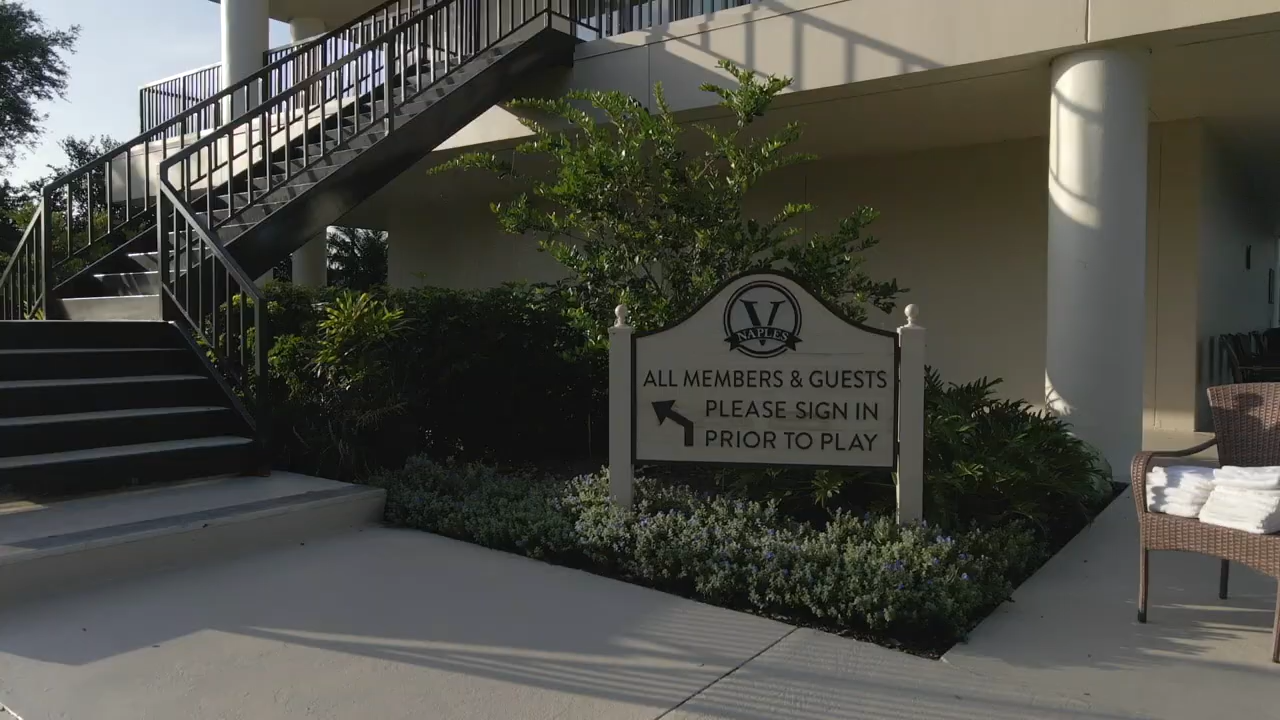 V
NAPLES
ALL MEMBERS & GUESTS
PLEASE SIGN IN
PRIOR TO PLAY